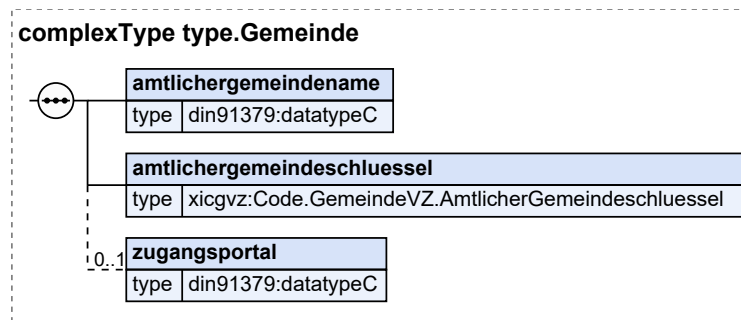 complexType type.Gemeinde
amtlichergemeindename
type din91379:datatypeC
amtlichergemeindeschluessel
type xicgvz:Code.GemeindeVZ.AmtlicherGemeindeschluessel
0..1
zugangsportal
type din91379:datatypeC